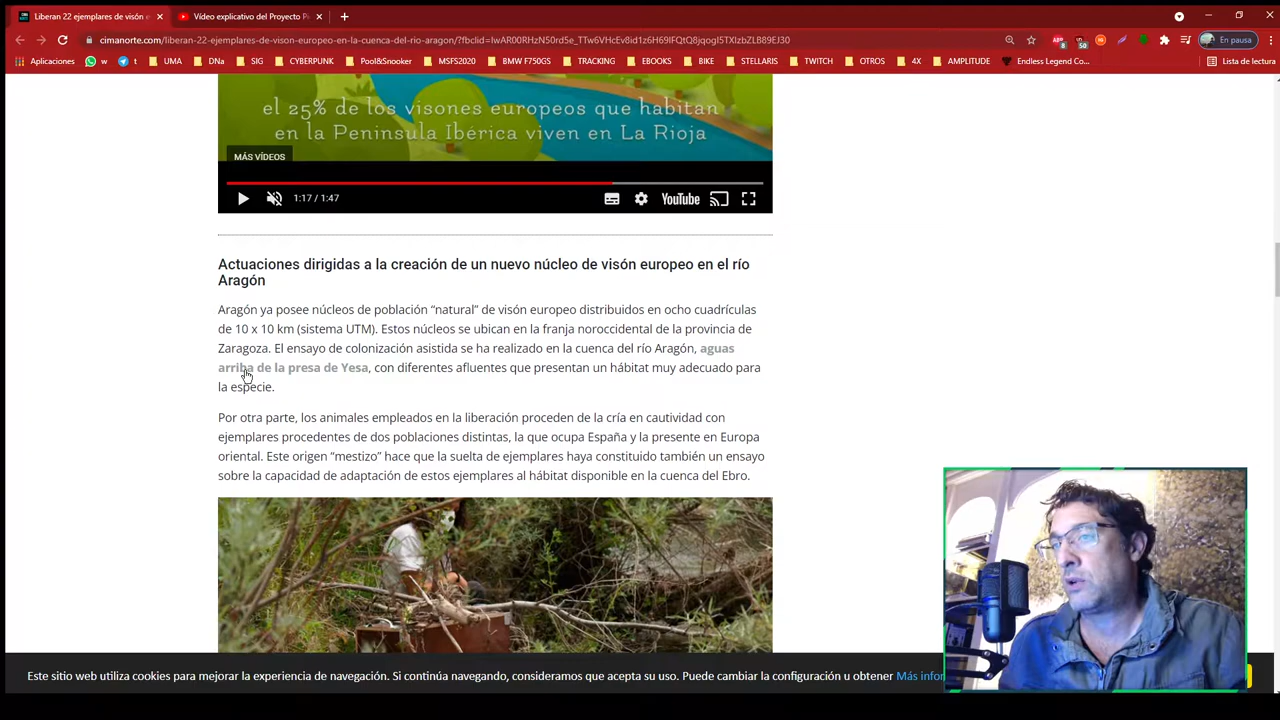 Liberan 22 ejemplares de visón e
Vídeo explicativo del Proyecto P
cimanorte.com/liberan-22-ejemplares-de-vison-europeo-en-la-cuenca-del-rio-aragon/?fbclid=IwAR00RHzN50rd5e_TTw6VHcEv8id1z6H69IFQtQ8jqogI5TXIzbZLB89EJ30
En pausa
Aplicaciones
w
t
UMA
DNa
SIG
CYBERPUNK
Pool&Snooker
MSFS2020
BMW F750GS
TRACKING
EBOOKS
BIKE
STELLARIS
TWITCH
OTROS
4X
AMPLITUDE
Endless Legend Co...
Lista de lectura
el 25% de los visones europeos que habitan
en la Península Ibérica viven en La Rioja
MÁS VÍDEOS
1:17 / 1:47
YouTube
Actuaciones dirigidas a la creación de un nuevo núcleo de visón europeo en el río
Aragón
Aragón ya posee núcleos de población “natural” de visón europeo distribuidos en ocho cuadrículas
de 10 x 10 km (sistema UTM). Estos núcleos se ubican en la franja noroccidental de la provincia de
Zaragoza. El ensayo de colonización asistida se ha realizado en la cuenca del río Aragón, aguas
arriba de la presa de Yesa, con diferentes afluentes que presentan un hábitat muy adecuado para
la especie.
Por otra parte, los animales empleados en la liberación proceden de la cría en cautividad con
ejemplares procedentes de dos poblaciones distintas, la que ocupa España y la presente en Europa
oriental. Este origen “mestizo” hace que la suelta de ejemplares haya constituido también un ensayo
sobre la capacidad de adaptación de estos ejemplares al hábitat disponible en la cuenca del Ebro.
Este sitio web utiliza cookies para mejorar la experiencia de navegación. Si continúa navegando, consideramos que acepta su uso. Puede cambiar la configuración u obtener Más infor